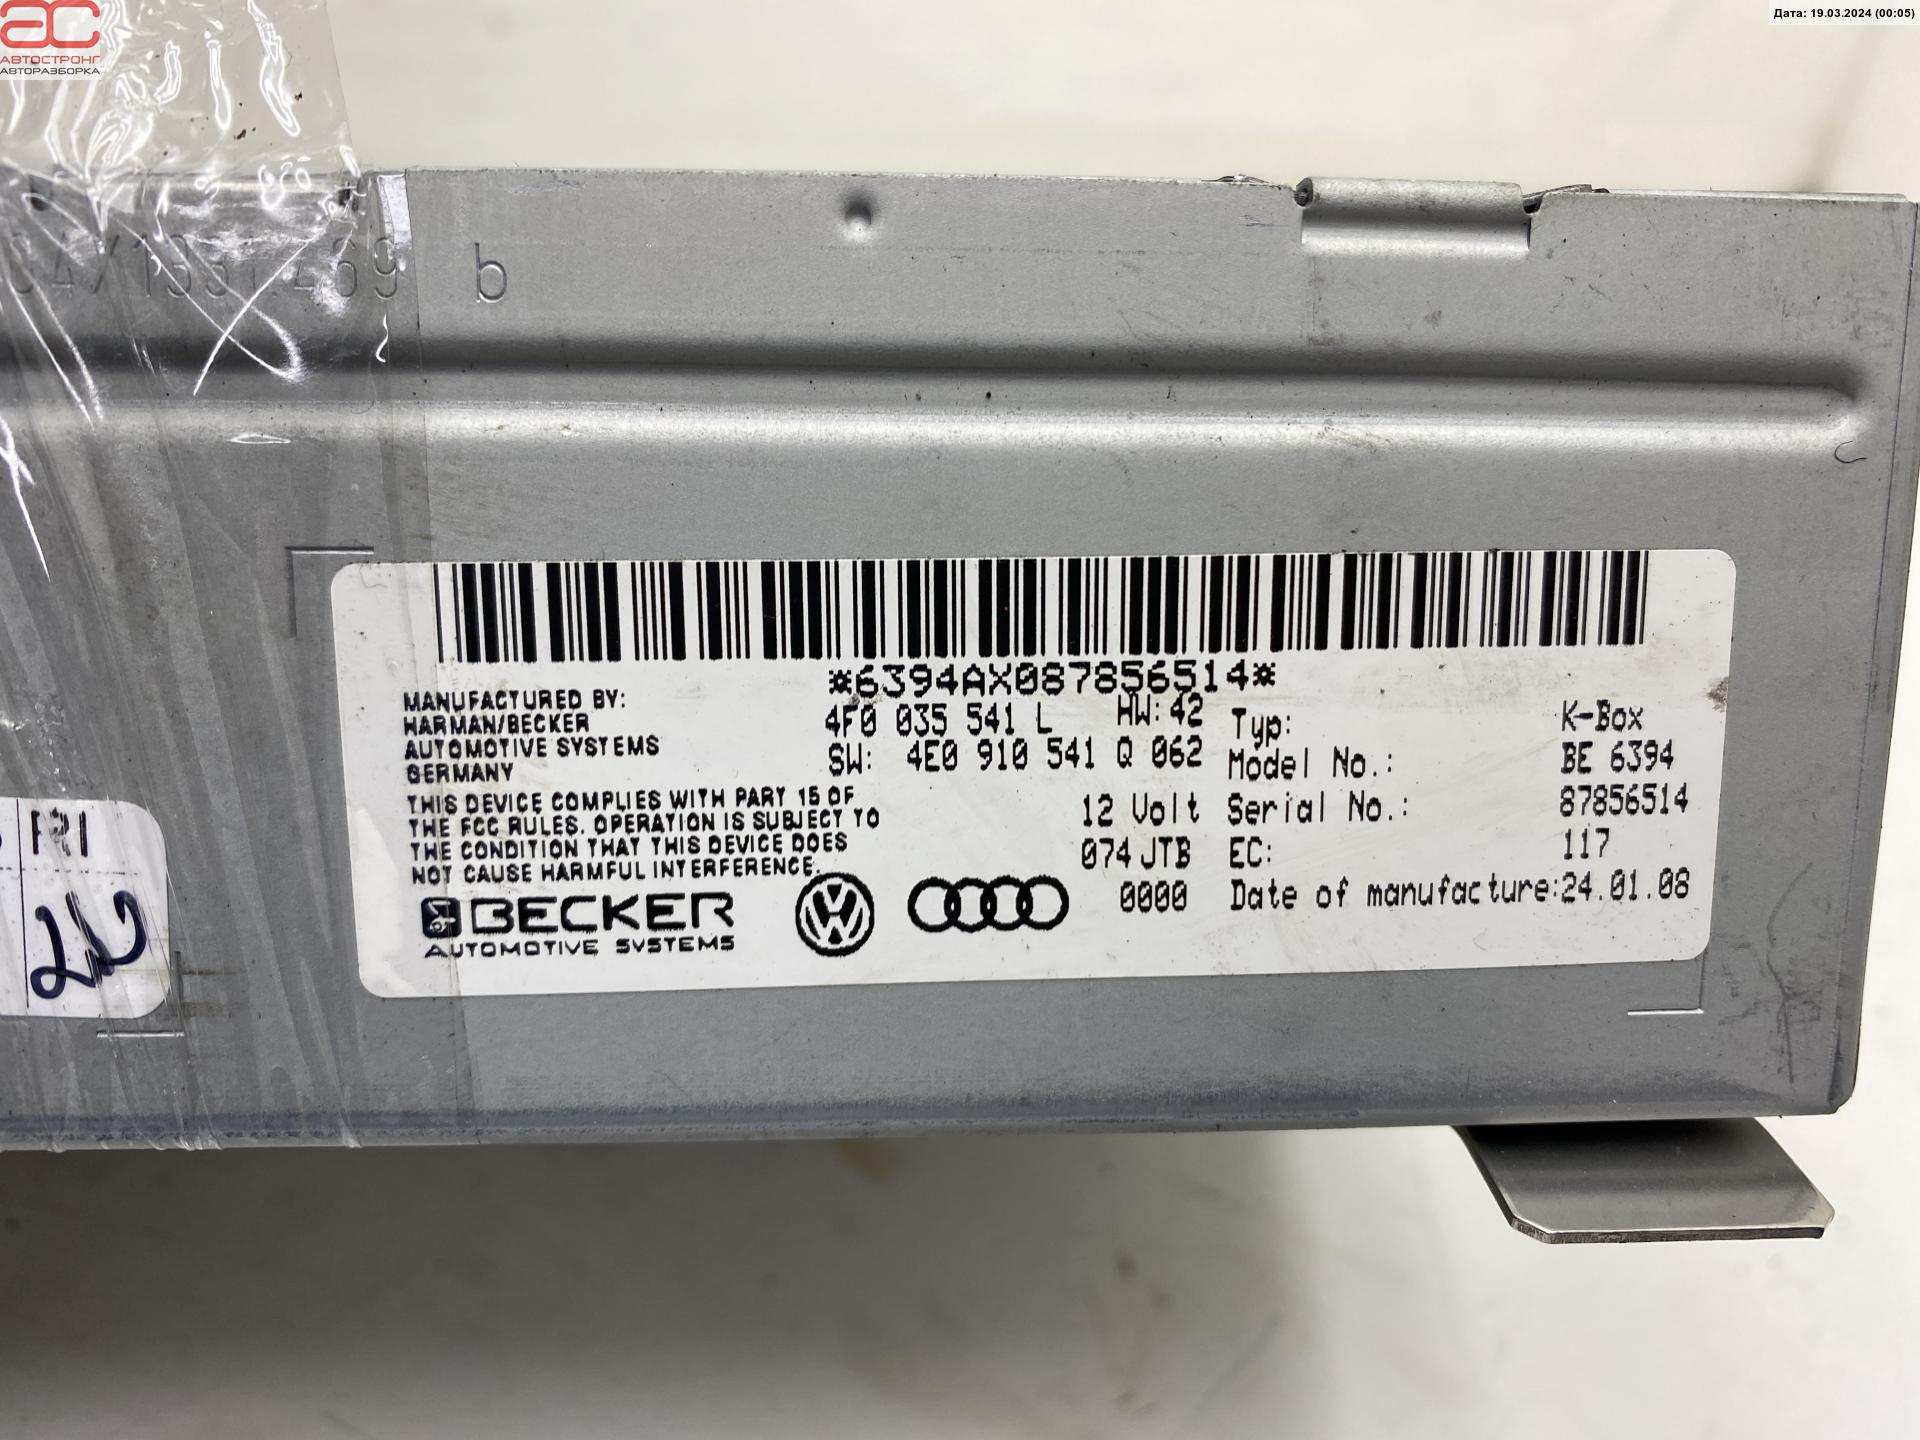 Дата: 19.03.2024 (00:05)
АС
АВТОСТРОНГ
АВТОРАЗБОРКА
b
*6394AX087856514*
MANUFACTURED BY:
HARMAN/BECKER
AUTOMOTIVE SYSTEMS
GERMANY
4F0 035 541 L HW: 42
SW: 4E0 910 541 Q 062
Typ: K-Box
Model No.: BE 6394
12 Volt Serial No.: 87856514
074 JTB EC: 117
0000 Date of manufacture: 24.01.08
THIS DEVICE COMPLIES WITH PART 15 OF
THE FCC RULES. OPERATION IS SUBJECT TO
THE CONDITION THAT THIS DEVICE DOES
NOT CAUSE HARMFUL INTERFERENCE.
BECKER
AUTOMOTIVE SYSTEMS
FRI